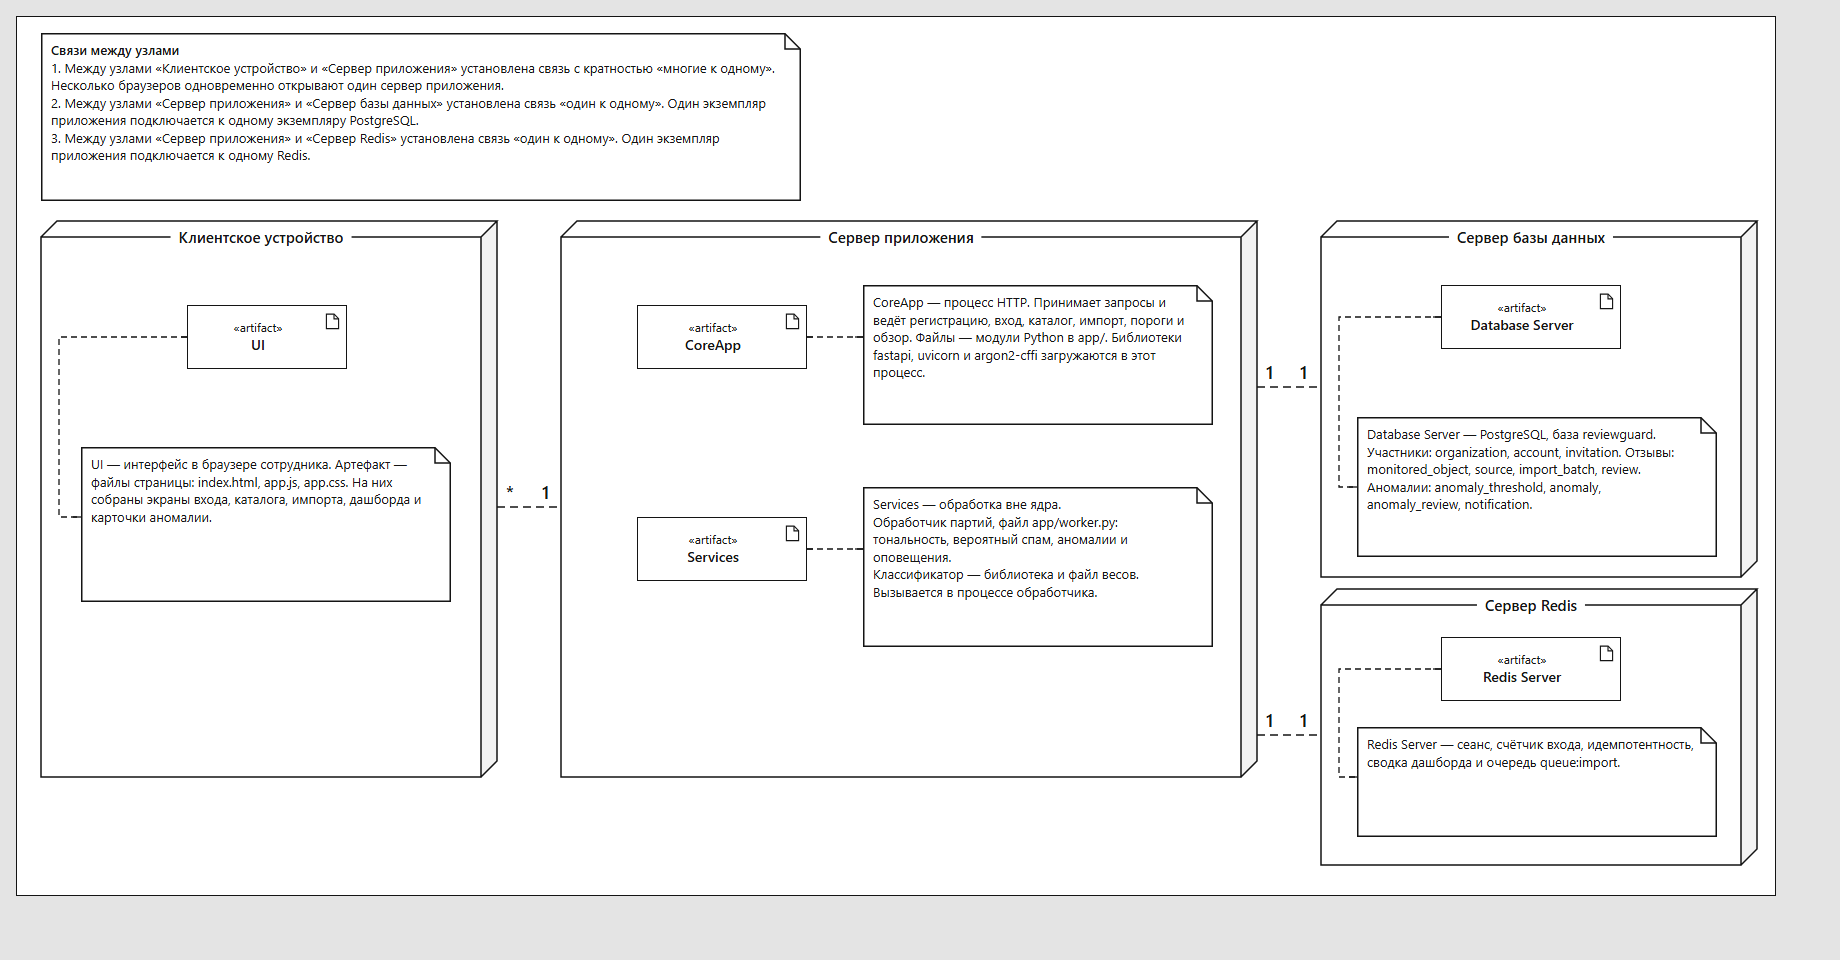 Связи между узлами
1. Между узлами «Клиентское устройство» и «Сервер приложения» установлена связь с кратностью «многие к одному».
Несколько браузеров одновременно открывают один сервер приложения.
2. Между узлами «Сервер приложения» и «Сервер базы данных» установлена связь «один к одному». Один экземпляр
приложения подключается к одному экземпляру PostgreSQL.
3. Между узлами «Сервер приложения» и «Сервер Redis» установлена связь «один к одному». Один экземпляр
приложения подключается к одному Redis.
Клиентское устройство
«artifact»
UI
UI — интерфейс в браузере сотрудника. Артефакт —
файлы страницы: index.html, app.js, app.css. На них
собраны экраны входа, каталога, импорта, дашборда и
карточки аномалии.
* 1
Сервер приложения
«artifact»
CoreApp
CoreApp — процесс HTTP. Принимает запросы и
ведёт регистрацию, вход, каталог, импорт, пороги и
обзор. Файлы — модули Python в app/. Библиотеки
fastapi, uvicorn и argon2-cffi загружаются в этот
процесс.
«artifact»
Services
Services — обработка вне ядра.
Обработчик партий, файл app/worker.py:
тональность, вероятный спам, аномалии и
оповещения.
Классификатор — библиотека и файл весов.
Вызывается в процессе обработчика.
1 1
Сервер базы данных
«artifact»
Database Server
Database Server — PostgreSQL, база reviewguard.
Участники: organization, account, invitation. Отзывы:
monitored_object, source, import_batch, review.
Аномалии: anomaly_threshold, anomaly,
anomaly_review, notification.
1 1
Сервер Redis
«artifact»
Redis Server
Redis Server — сеанс, счётчик входа, идемпотентность,
сводка дашборда и очередь queue:import.